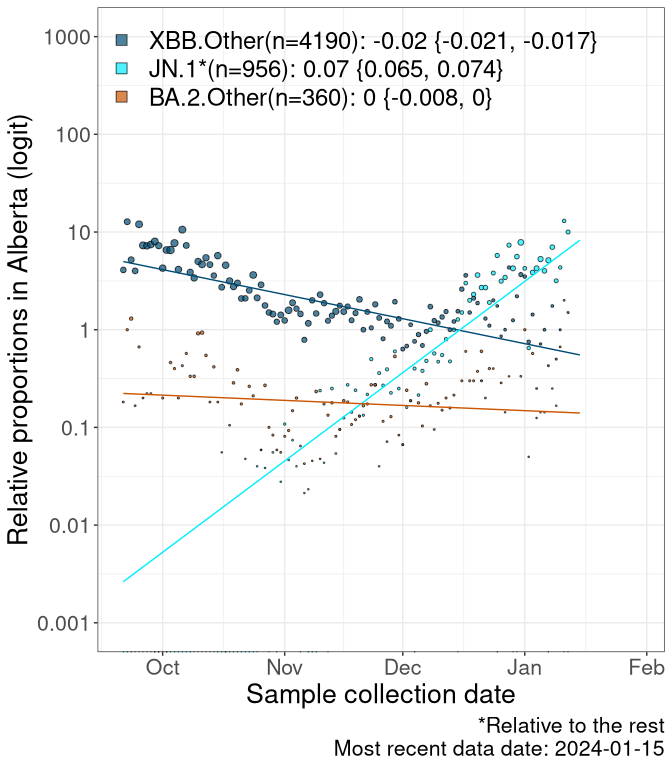 XBB.Other(n=4190): -0.02 {-0.021, -0.017}
JN.1*(n=956): 0.07 {0.065, 0.074}
BA.2.Other(n=360): 0 {-0.008, 0}
Relative proportions in Alberta (logit)
1000
100
10
1
0.1
0.01
0.001
Oct Nov Dec Jan Feb
Sample collection date
*Relative to the rest
Most recent data date: 2024-01-15